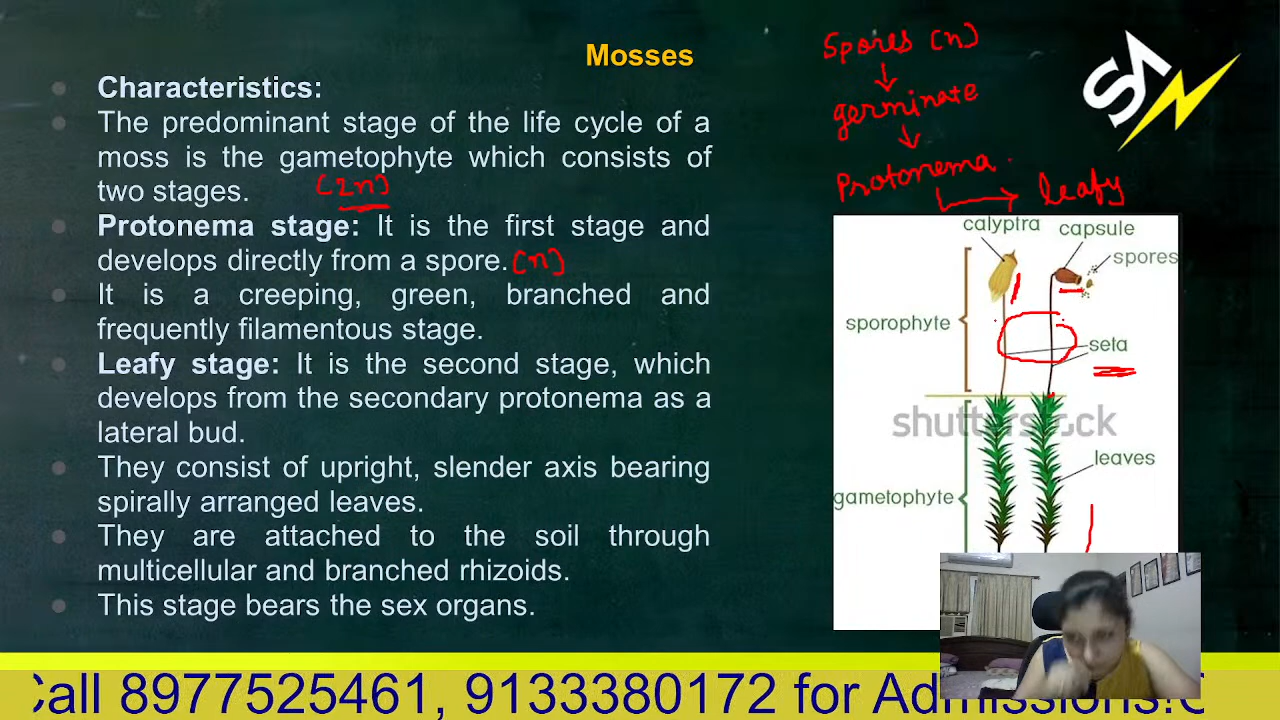 Mosses
Characteristics:
The predominant stage of the life cycle of a
moss is the gametophyte which consists of
two stages.
(2n)
Protonema stage: It is the first stage and
develops directly from a spore.
(n)
It is a creeping, green, branched and
frequently filamentous stage.
Leafy stage: It is the second stage, which
develops from the secondary protonema as a
lateral bud.
They consist of upright, slender axis bearing
spirally arranged leaves.
They are attached to the soil through
multicellular and branched rhizoids.
This stage bears the sex organs.
Spores (n)
germinate
Protonema
leafy
SAN
calyptra
capsule
spores
sporophyte
seta
shutterstock
leaves
gametophyte
Call 8977525461, 9133380172 for Admissions!